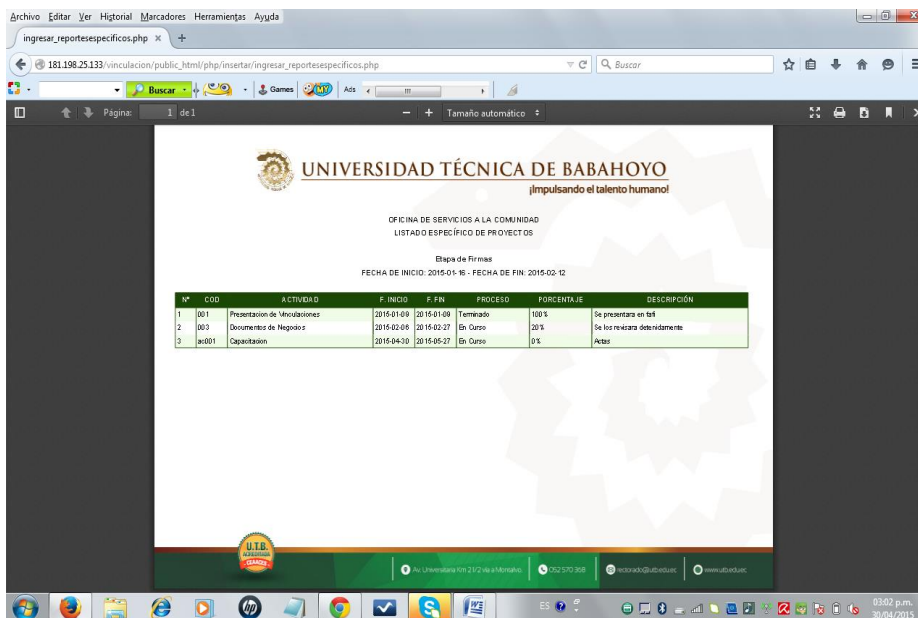 Archivo Editar Ver Historial Marcadores Herramientas Ayuda
ingresar_reportesespecificos.php × +
181.198.25.133/vinculacion/public_html/php/insertar/ingresar_reportesespecificos.php Buscar
Buscar Games MY Ads
Página: 1 de 1 Tamaño automático
UNIVERSIDAD TÉCNICA DE BABAHOYO
¡Impulsando el talento humano!
OFICINA DE SERVICIOS A LA COMUNIDAD
LISTADO ESPECÍFICO DE PROYECTOS
Etapa de Firmas
FECHA DE INICIO: 2015-01-16 - FECHA DE FIN: 2015-02-12
Nº COD ACTIVIDAD F. INICIO F. FIN PROCESO PORCENTAJE DESCRIPCIÓN
1 001 Presentacion de Vinculaciones 2015-01-09 2015-01-09 Terminado 100% Se presentara en fafi
2 003 Documentos de Negocios 2015-02-06 2015-02-27 En Curso 20% Se los revisara detenidamente
3 ac001 Capacitacion 2015-04-30 2015-05-27 En Curso 0% Actas
U.T.B.
ACREDITADA
CEAACES
Av. Universitaria Km 2 1/2 via a Montalvo. 052 570 368 rectorado@utb.edu.ec www.utb.edu.ec
ES 03:02 p.m.
30/04/2015